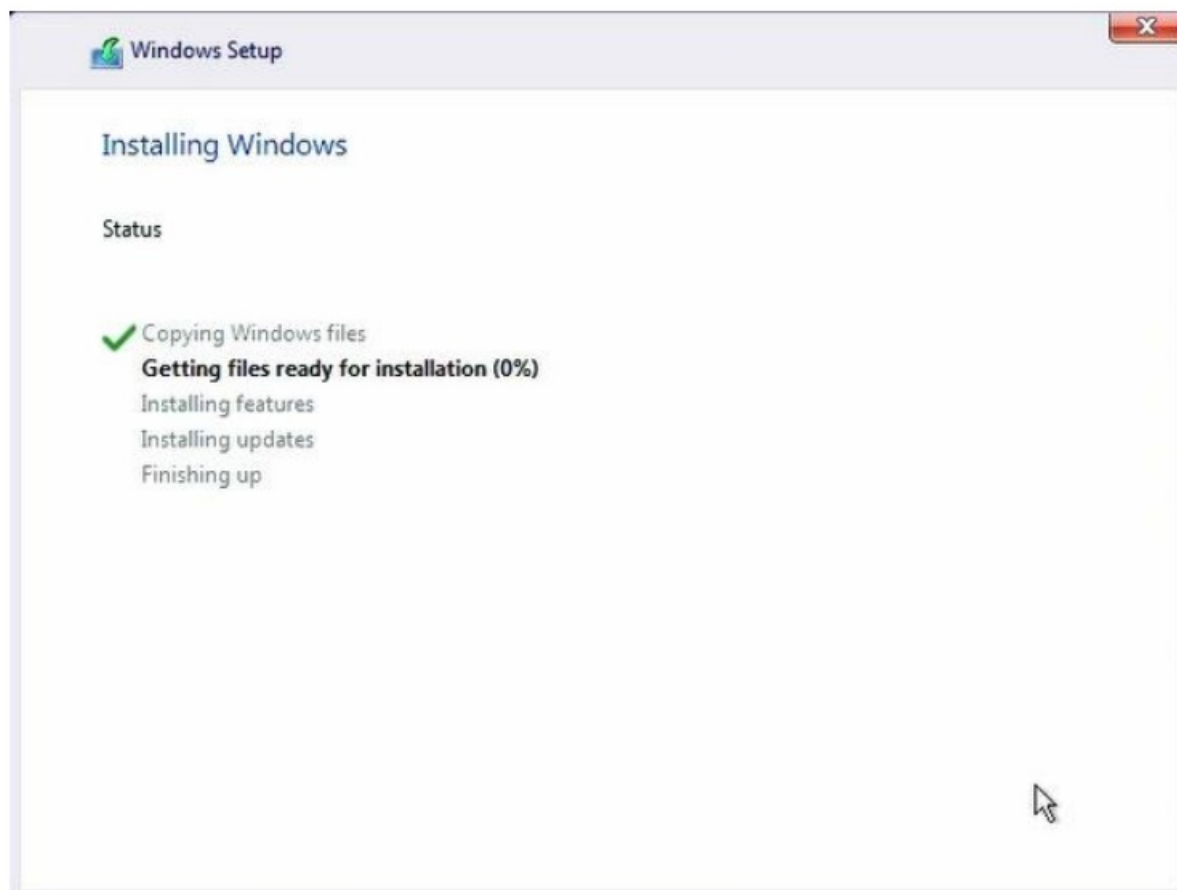 Windows Setup
Installing Windows
Status
Copying Windows files
Getting files ready for installation (0%)
Installing features
Installing updates
Finishing up